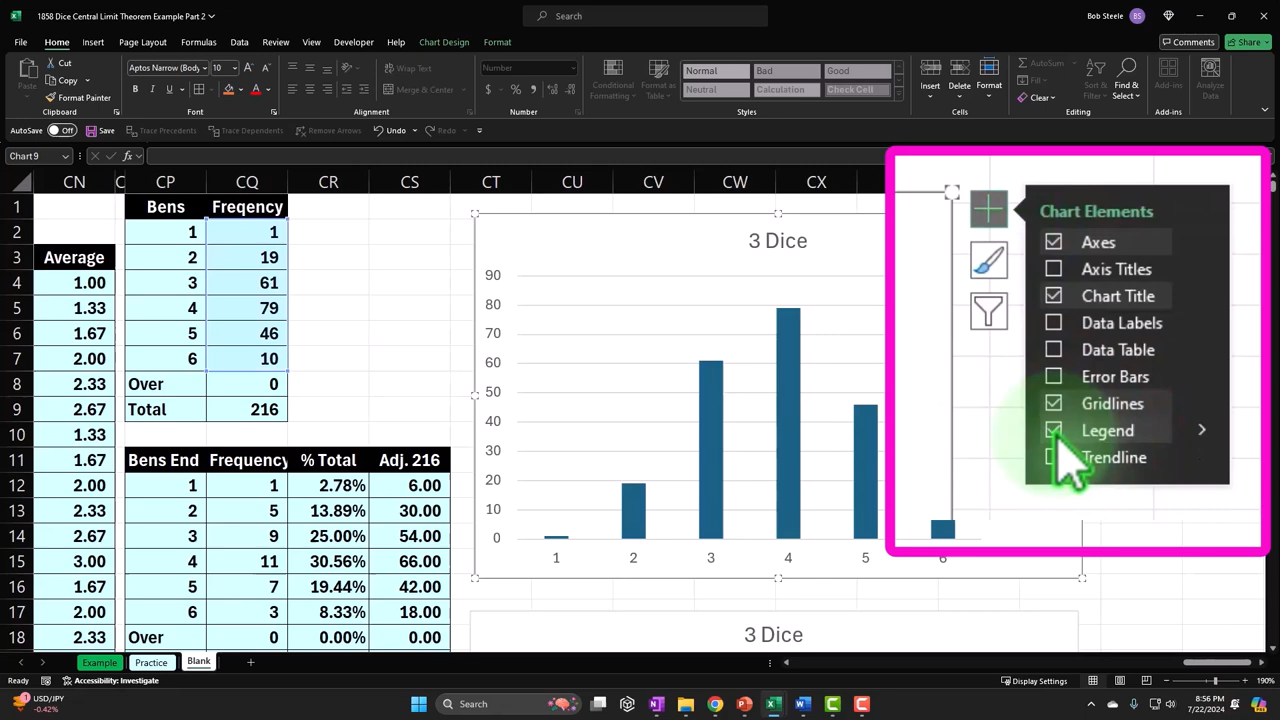 1858 Dice Central Limit Theorem Example Part 2
Search
Bob Steele BS
File Home Insert Page Layout Formulas Data Review View Developer Help Chart Design Format
Comments Share
Paste
Cut
Copy
Format Painter
Clipboard
Aptos Narrow (Body) 10
B I U
Font
Wrap Text
Merge & Center
Alignment
Number
Number
Conditional Formatting
Format as Table
Normal Bad Good
Neutral Calculation Check Cell
Styles
Insert Delete Format
Cells
AutoSum
Fill
Clear
Sort & Filter
Find & Select
Editing
Add-ins
Add-ins
Analyze Data
AutoSave Off Save Trace Precedents Trace Dependents Remove Arrows Undo Redo
Chart9 fx
CN C CP CQ CR CS CT CU CV CW CX
1 Bens Freqency
2 1 1
3 Average 2 19
4 1.00 3 61
5 1.33 4 79
6 1.67 5 46
7 2.00 6 10
8 2.33 Over 0
9 2.67 Total 216
10 1.33
11 1.67 Bens End Frequency % Total Adj. 216
12 2.00 1 1 2.78% 6.00
13 2.33 2 5 13.89% 30.00
14 2.67 3 9 25.00% 54.00
15 3.00 4 11 30.56% 66.00
16 1.67 5 7 19.44% 42.00
17 2.00 6 3 8.33% 18.00
18 2.33 Over 0 0.00% 0.00
3 Dice
90
80
70
60
50
40
30
20
10
0
1 2 3 4 5 6
3 Dice
Chart Elements
Axes
Axis Titles
Chart Title
Data Labels
Data Table
Error Bars
Gridlines
Legend
Trendline
Example Practice Blank
Ready Accessibility: Investigate Display Settings 190%
USD/JPY
-0.42%
Search
8:56 PM
7/22/2024